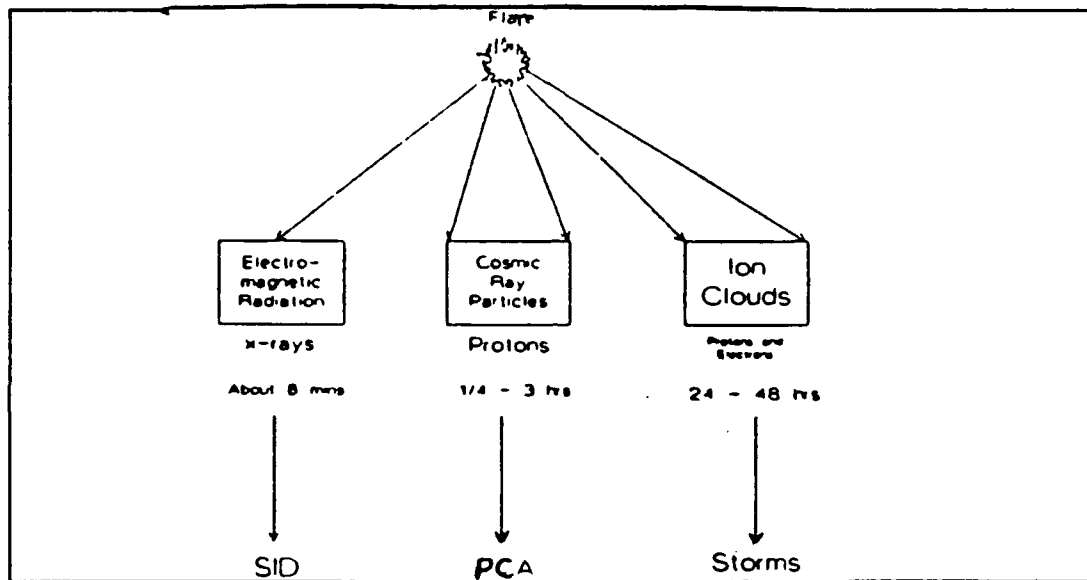 Flare
Electro-
magnetic
Radiation
x-rays
About 8 mins
SID
Cosmic
Ray
Particles
Protons
1/4 - 3 hrs
PCA
Ion
Clouds
Protons and
Electrons
24 - 48 hrs
Storms